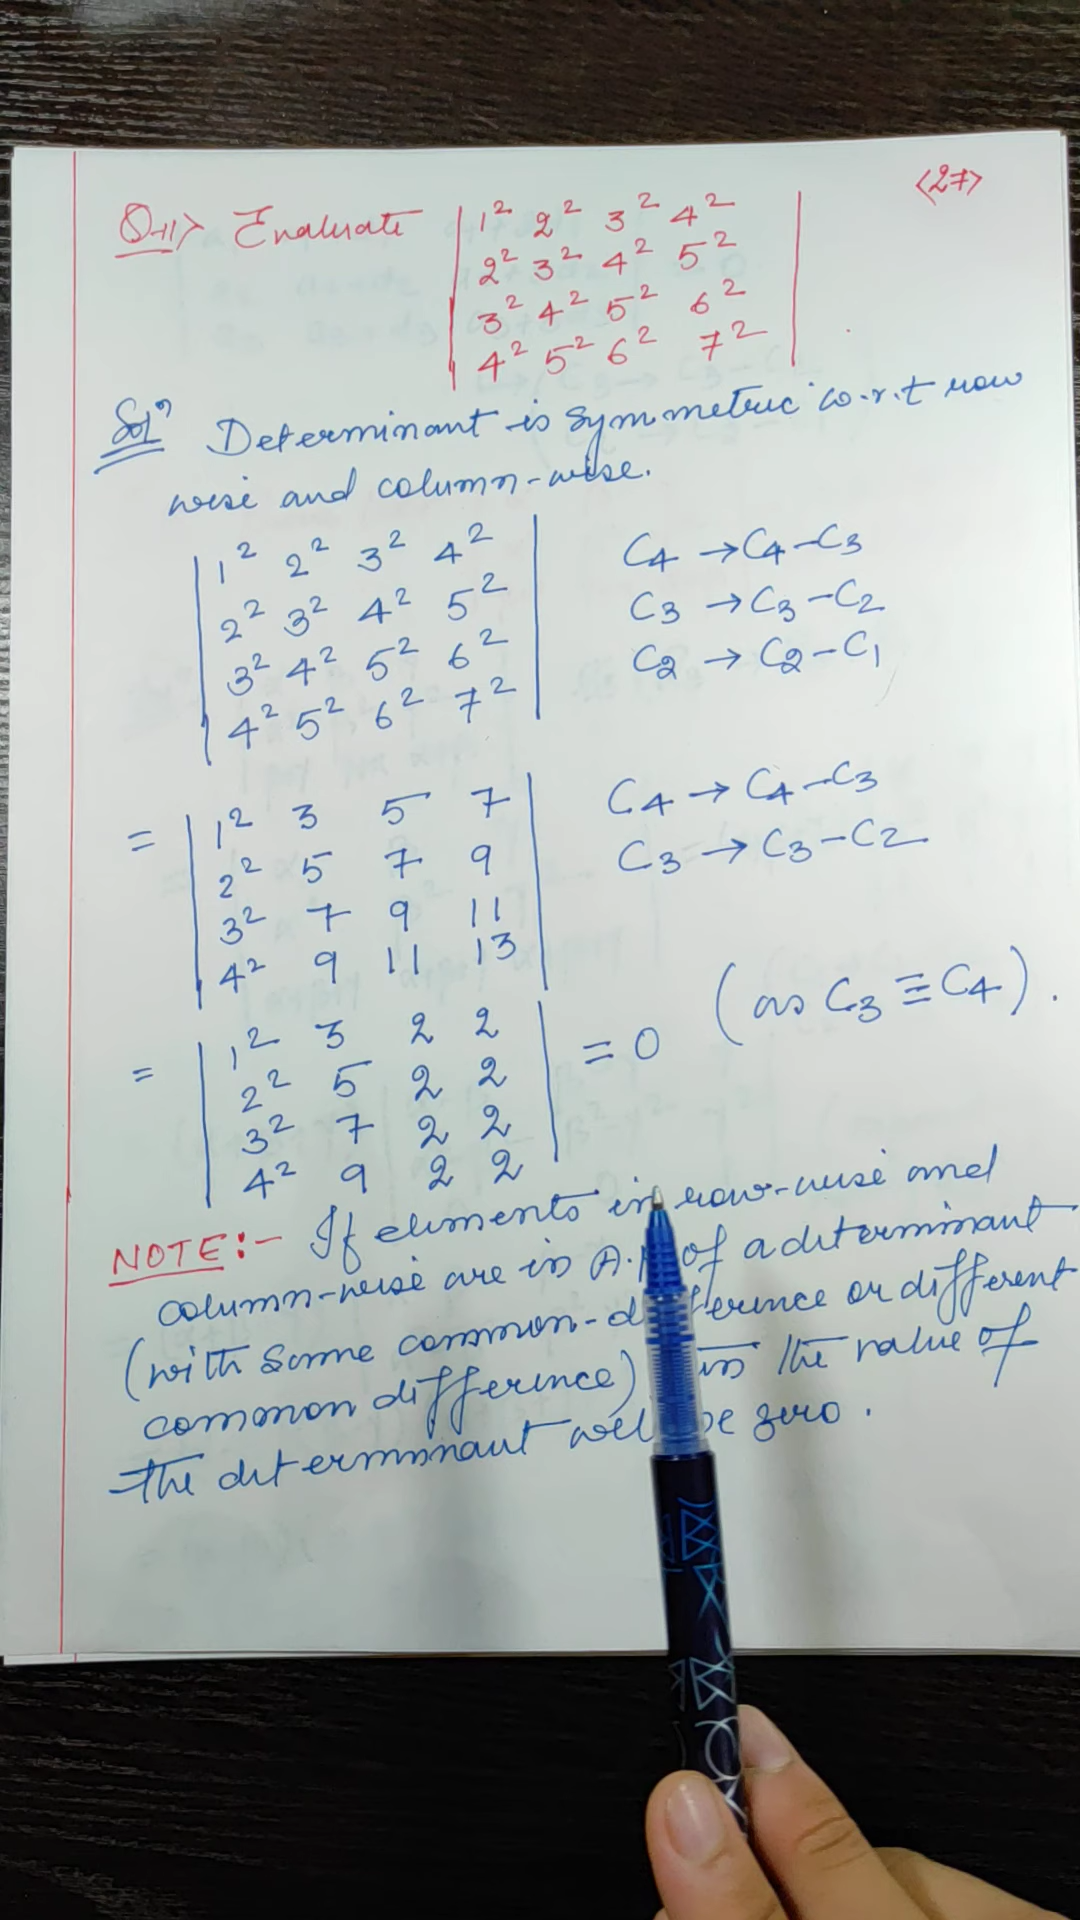 <27>
Q-11> Evaluate | 1² 2² 3² 4² |
| 2² 3² 4² 5² |
| 3² 4² 5² 6² |
| 4² 5² 6² 7² |
Solⁿ Determinant is symmetric w.r.t row
wise and column-wise.
| 1² 2² 3² 4² | C₄ → C₄-C₃
| 2² 3² 4² 5² | C₃ → C₃-C₂
| 3² 4² 5² 6² | C₂ → C₂-C₁
| 4² 5² 6² 7² |
= | 1² 3 5 7 | C₄ → C₄-C₃
| 2² 5 7 9 | C₃ → C₃-C₂
| 3² 7 9 11 |
| 4² 9 11 13 |
= | 1² 3 2 2 | = 0 (as C₃ ≡ C₄).
| 2² 5 2 2 |
| 3² 7 2 2 |
| 4² 9 2 2 |
NOTE:- If elements in row-wise and
column-wise are in A.P of a determinant
(with same common- or different
common difference) the value of
the determinant will be zero.